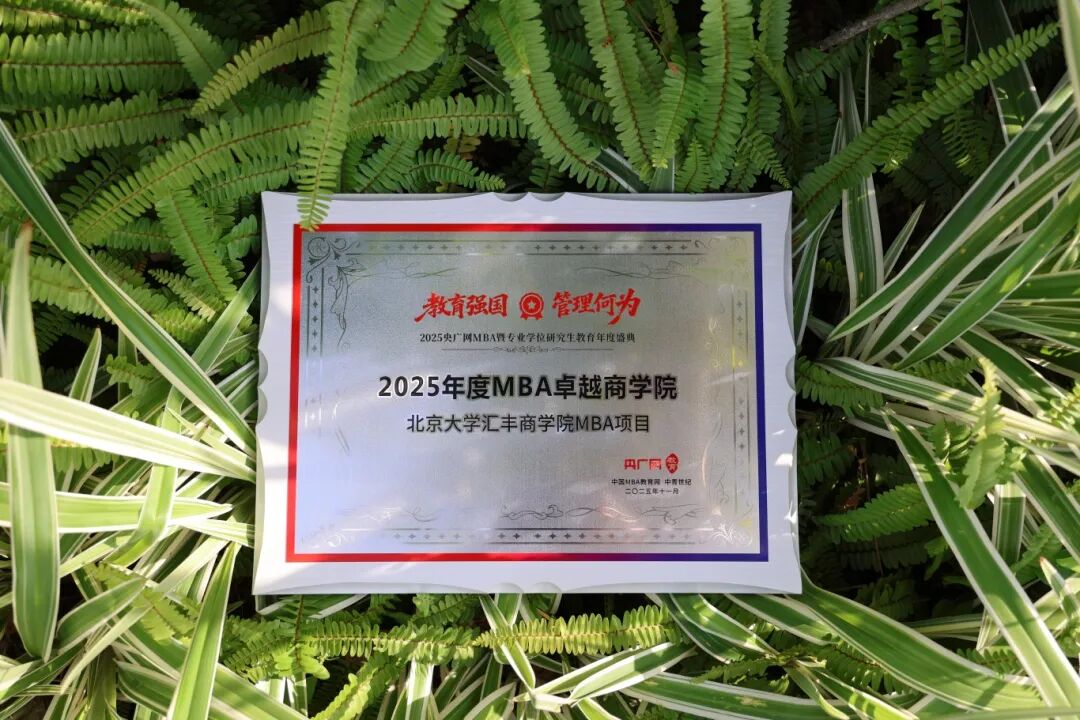 教育强国 管理何为
2025央广网MBA暨专业学位研究生教育年度盛典
2025年度MBA卓越商学院
北京大学汇丰商学院MBA项目
央广网 教育
中国MBA教育网 中青世纪
二〇二五年十一月